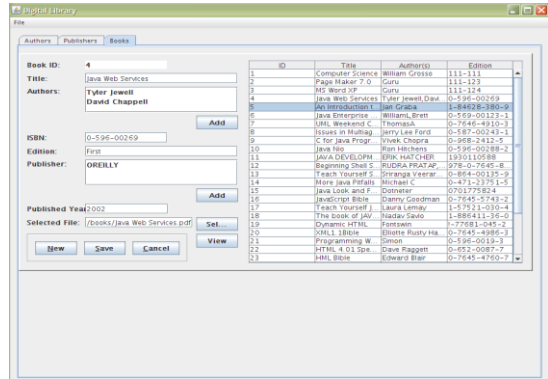 Digital Library
File
Authors Publishers Books
Book ID: 4
Title: Java Web Services
Authors: Tyler Jewell
David Chappell
Add
ISBN: 0-596-00269
Edition: First
Publisher: OREILLY
Add
Published Yea 2002
Selected File: /books/Java Web Services.pdf Sel...
View
New Save Cancel
ID Title Author(s) Edition
1 Computer Science William Grosso 111-111
2 Page Maker 7.0 Guru 111-123
3 MS Word XP Guru 111-124
4 Java Web Services Tyler Jewell,Davi... 0-596-00269
5 An Introduction t... Jan Graba 1-84628-380-9
6 Java Enterprise ... William,Brett 0-569-00123-1
7 UML Weekend C... ThomasA 0-7646-4910-3
8 Issues in Multiag... Jerry Lee Ford 0-587-00243-1
9 C for Java Progr... Vivek Chopra 0-968-2412-5
10 Java Nio Ron Hitchens 0-596-00288-2
11 JAVA DEVELOPM... ERIK HATCHER 1930110588
12 Beginning Shell S... RUDRA PRATAP, 978-0-7645-8...
13 Teach Yourself S... Sriranga Veerar... 0-864-00135-9
14 More Java Pitfalls Michael C 0-471-23751-5
15 Java Look and F... Dotneter 0701775824
16 JavaScript Bible Danny Goodman 0-7645-5743-2
17 Teach Yourself J... Laura Lemay 1-57521-030-4
18 The book of JAV... Nadav Savio 1-886411-36-0
19 Dynamic HTML Fontswin !-77681-045-2
20 XML1.1Bible Elliotte Rusty Ha... 0-7645-4986-3
21 Programming W... Simon 0-596-0019-3
22 HTML 4.01 Spe... Dave Raggett 0-652-0087-7
23 HML Bible Edward Blair 0-7645-4760-7